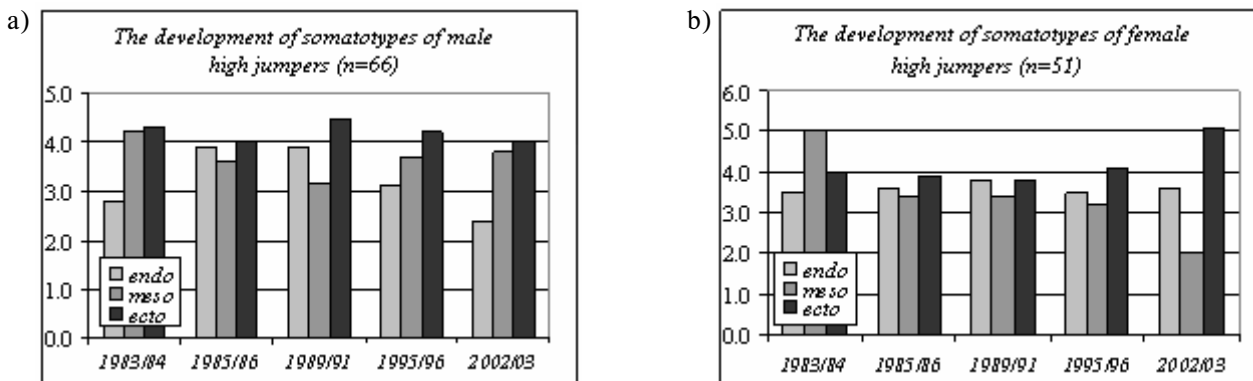 a)
The development of somatotypes of male
high jumpers (n=66)
5.0
4.0
3.0
2.0
1.0
0.0
endo
meso
ecto
1983/84 1985/86 1989/91 1995/96 2002/03
b)
The development of somatotypes of female
high jumpers (n=51)
6.0
5.0
4.0
3.0
2.0
1.0
0.0
endo
meso
ecto
1983/84 1985/86 1989/91 1995/96 2002/03